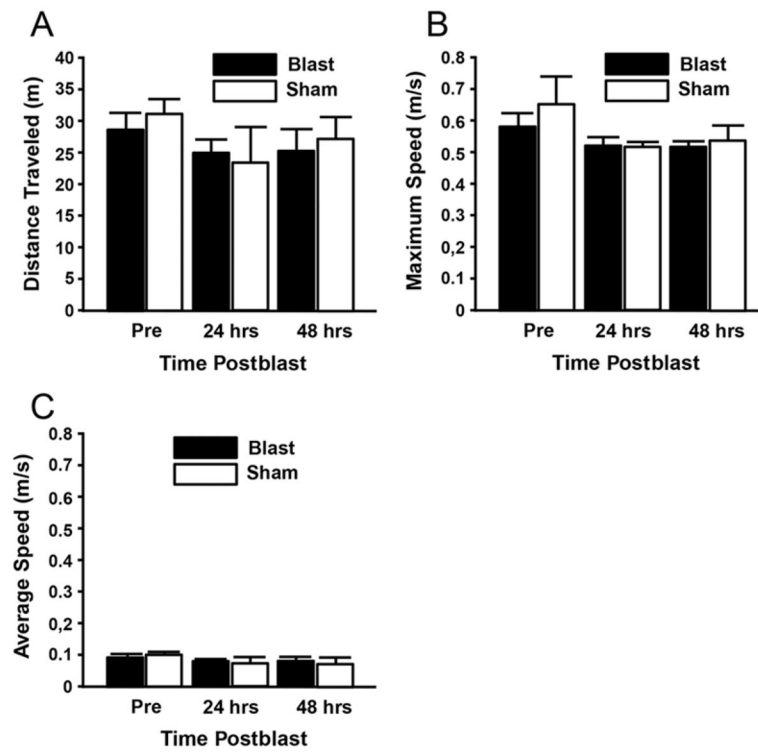 A
Distance Traveled (m)
40
35
30
25
20
15
10
5
0
Blast
Sham
Pre
24 hrs
48 hrs
Time Postblast
B
Maximum Speed (m/s)
0.8
0.7
0.6
0.5
0.4
0.3
0,2
0.1
0
Blast
Sham
Pre
24 hrs
48 hrs
Time Postblast
C
Average Speed (m/s)
0.8
0.7
0.6
0.5
0.4
0.3
0,2
0.1
0
Blast
Sham
Pre
24 hrs
48 hrs
Time Postblast